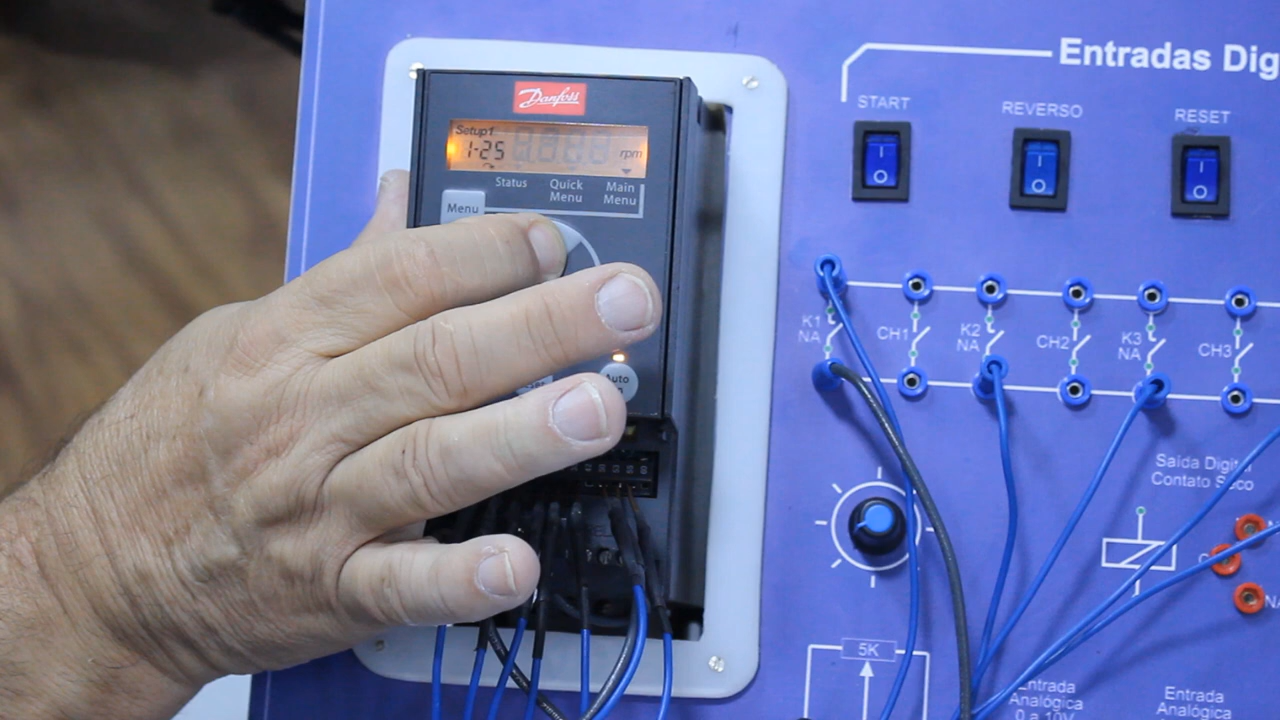 Danfoss
Setup1
1-25
rpm
Status
Quick
Menu
Main
Menu
Menu
Auto
Entradas Dig
START
REVERSO
RESET
I
O
I
O
I
O
K1
NA
CH1
K2
NA
CH2
K3
NA
CH3
Saída Digital
Contato Seco
5K
Entrada
Analógica
0 a 10V
Entrada
Analógica